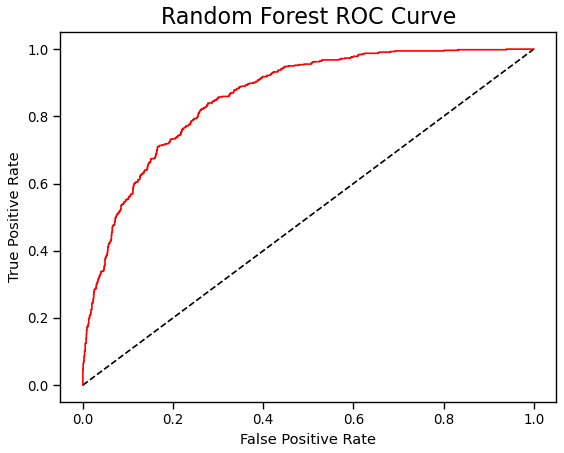 Random Forest ROC Curve
True Positive Rate
1.0
0.8
0.6
0.4
0.2
0.0
0.0 0.2 0.4 0.6 0.8 1.0
False Positive Rate